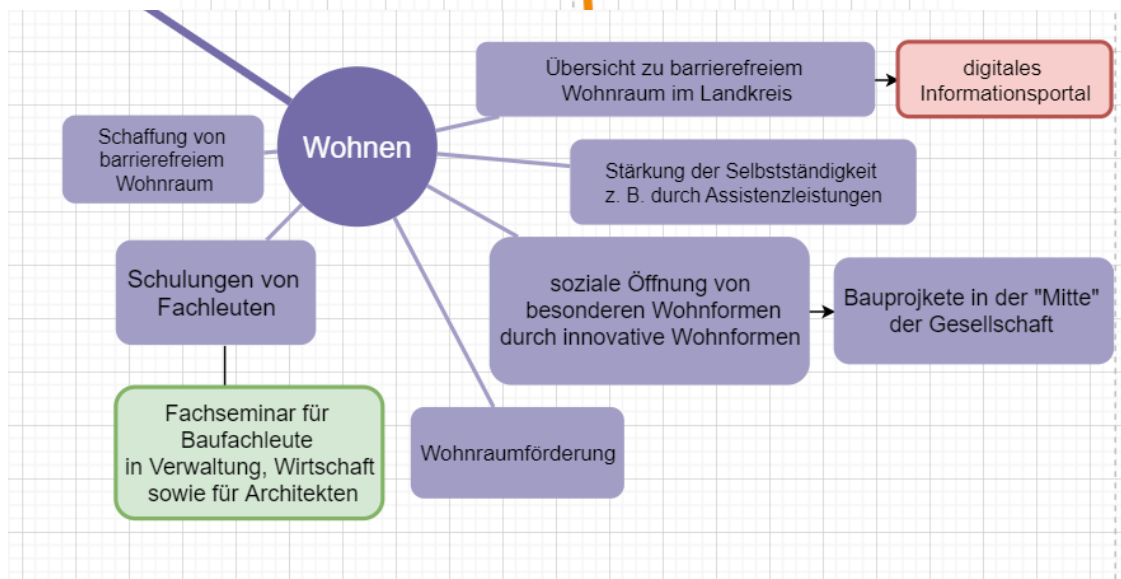 Wohnen
Übersicht zu barrierefreiem
Wohnraum im Landkreis
digitales
Informationsportal
Schaffung von
barrierefreiem
Wohnraum
Stärkung der Selbstständigkeit
z. B. durch Assistenzleistungen
Schulungen von
Fachleuten
soziale Öffnung von
besonderen Wohnformen
durch innovative Wohnformen
Bauprojkete in der "Mitte"
der Gesellschaft
Fachseminar für
Baufachleute
in Verwaltung, Wirtschaft
sowie für Architekten
Wohnraumförderung